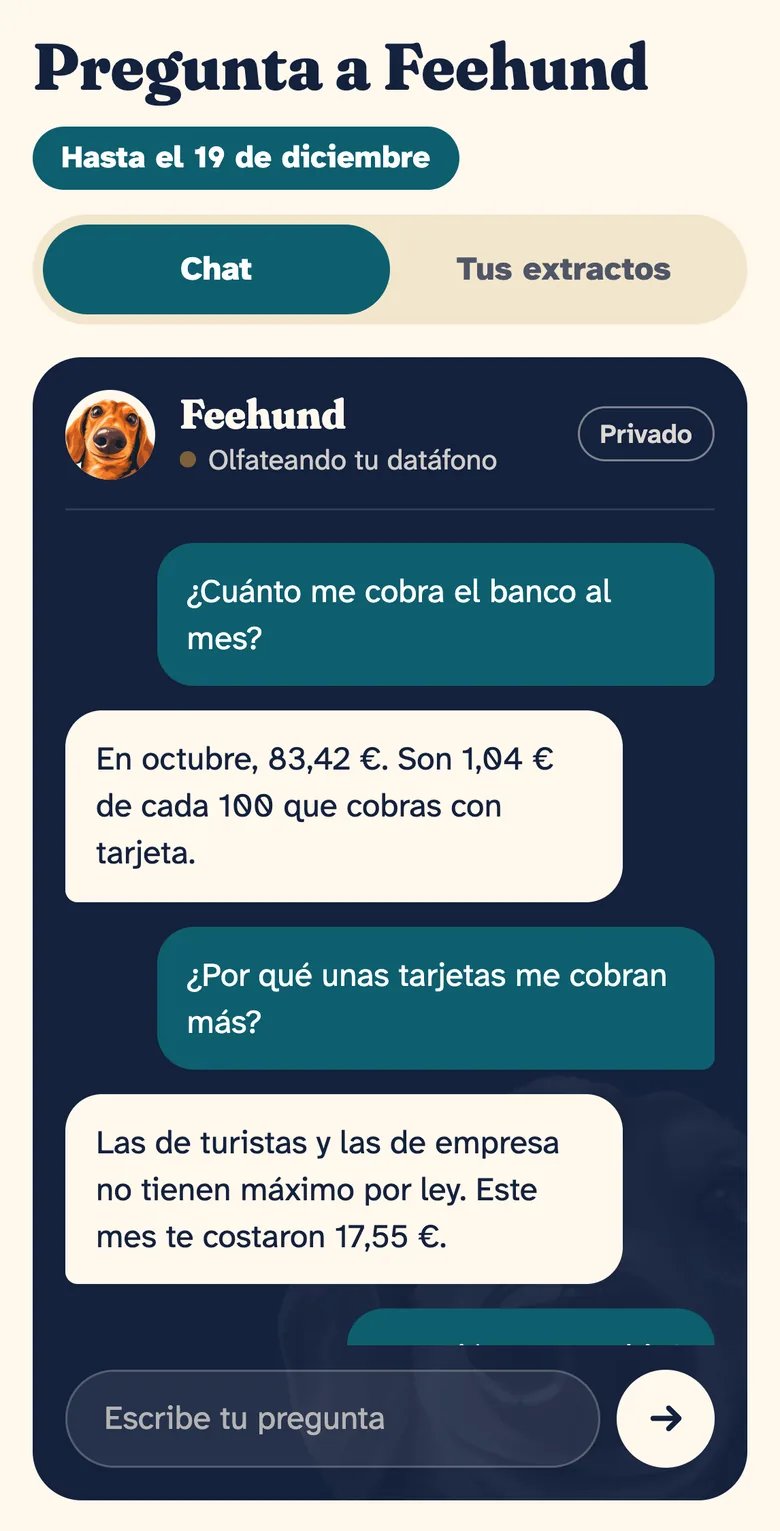 Pregunta a Feehund
Hasta el 19 de diciembre
Chat
Tus extractos
Feehund
Olfateando tu datáfono
Privado
¿Cuánto me cobra el banco al
mes?
En octubre, 83,42 €. Son 1,04 €
de cada 100 que cobras con
tarjeta.
¿Por qué unas tarjetas me cobran
más?
Las de turistas y las de empresa
no tienen máximo por ley. Este
mes te costaron 17,55 €.
Escribe tu pregunta